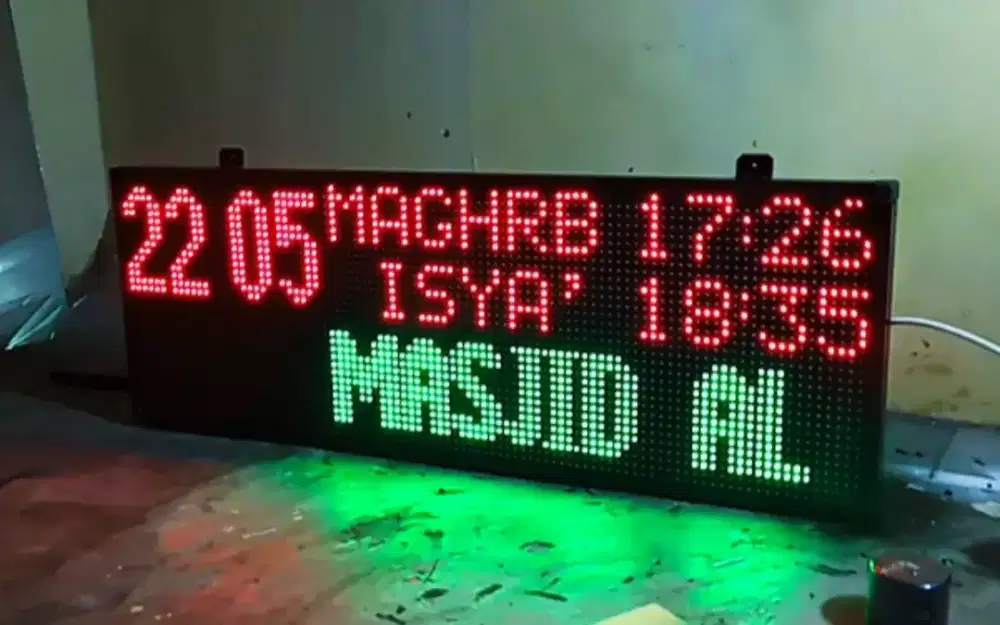 22 05
MAGHRB 17:26
ISYA' 18:35
MASJID AL